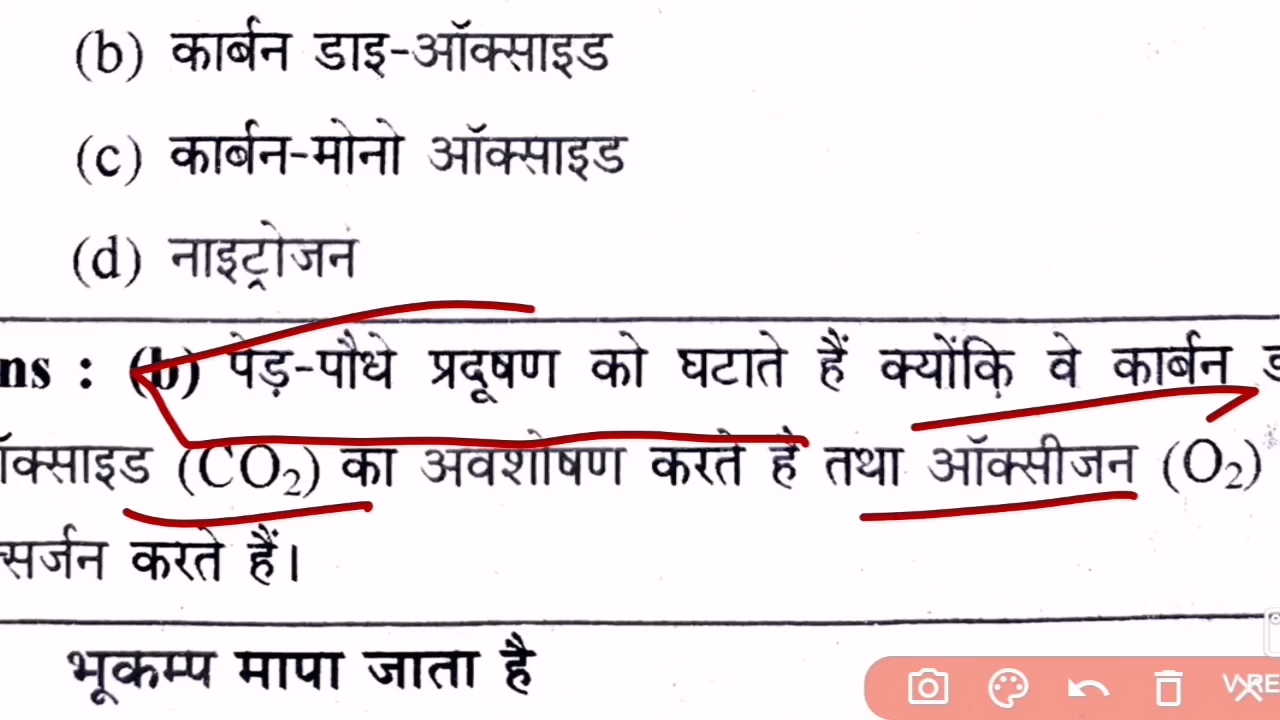 (b) कार्बन डाइ-ऑक्साइड
(c) कार्बन-मोनो ऑक्साइड
(d) नाइट्रोजन
ns : (b) पेड़-पौधे प्रदूषण को घटाते हैं क्योंकि वे कार्बन
ऑक्साइड (CO₂) का अवशोषण करते हैं तथा ऑक्सीजन (O₂)
त्सर्जन करते हैं।
भूकम्प मापा जाता है